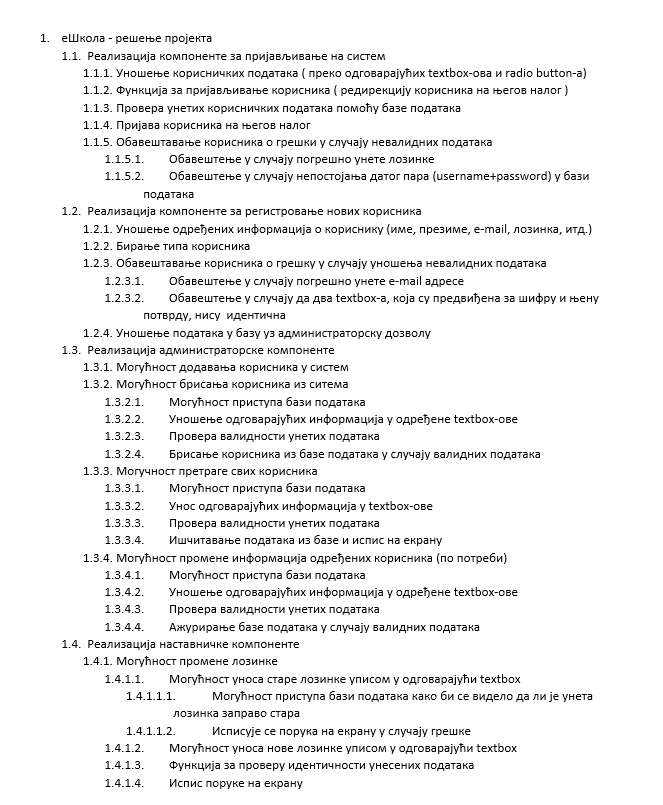 1. еШкола - решење пројекта
1.1. Реализација компоненте за пријављивање на систем
1.1.1. Уношење корисничких података ( преко одговарајућих textbox-ова и radio button-а)
1.1.2. Функција за пријављивање корисника ( редирекцију корисника на његов налог )
1.1.3. Провера унетих корисничких података помоћу базе података
1.1.4. Пријава корисника на његов налог
1.1.5. Обавештавање корисника о грешки у случају невалидних података
1.1.5.1. Обавештење у случају погрешно унете лозинке
1.1.5.2. Обавештење у случају непостојања датог пара (username+password) у бази
података
1.2. Реализација компоненте за регистровање нових корисника
1.2.1. Уношење одређених информација о кориснику (име, презиме, e-mail, лозинка, итд.)
1.2.2. Бирање типа корисника
1.2.3. Обавештавање корисника о грешку у случају уношења невалидних података
1.2.3.1. Обавештење у случају погрешно унете e-mail адресе
1.2.3.2. Обавештење у случају да два textbox-а, која су предвиђена за шифру и њену
потврду, нису идентична
1.2.4. Уношење података у базу уз администраторску дозволу
1.3. Реализација администраторске компоненте
1.3.1. Могућност додавања корисника у систем
1.3.2. Могућност брисања корисника из ситема
1.3.2.1. Могућност приступа бази података
1.3.2.2. Уношење одговарајућих информација у одређене textbox-ове
1.3.2.3. Провера валидности унетих података
1.3.2.4. Брисање корисника из базе података у случају валидних података
1.3.3. Могучност претраге свих корисника
1.3.3.1. Могућност приступа бази података
1.3.3.2. Унос одговарајућих информација у textbox-ове
1.3.3.3. Провера валидности унетих података
1.3.3.4. Ишчитавање података из базе и испис на екрану
1.3.4. Могућност промене информација одређених корисника (по потреби)
1.3.4.1. Могућност приступа бази података
1.3.4.2. Уношење одговарајућих информација у одређене textbox-ове
1.3.4.3. Провера валидности унетих података
1.3.4.4. Ажурирање базе података у случају валидних података
1.4. Реализација наставничке компоненте
1.4.1. Могућност промене лозинке
1.4.1.1. Могућност уноса старе лозинке уписом у одговарајући textbox
1.4.1.1.1. Могућност приступа бази података како би се видело да ли је унета
лозинка заправо стара
1.4.1.1.2. Исписује се порука на екрану у случају грешке
1.4.1.2. Могућност уноса нове лозинке уписом у одговарајући textbox
1.4.1.3. Функција за проверу идентичности унесених података
1.4.1.4. Испис поруке на екрану